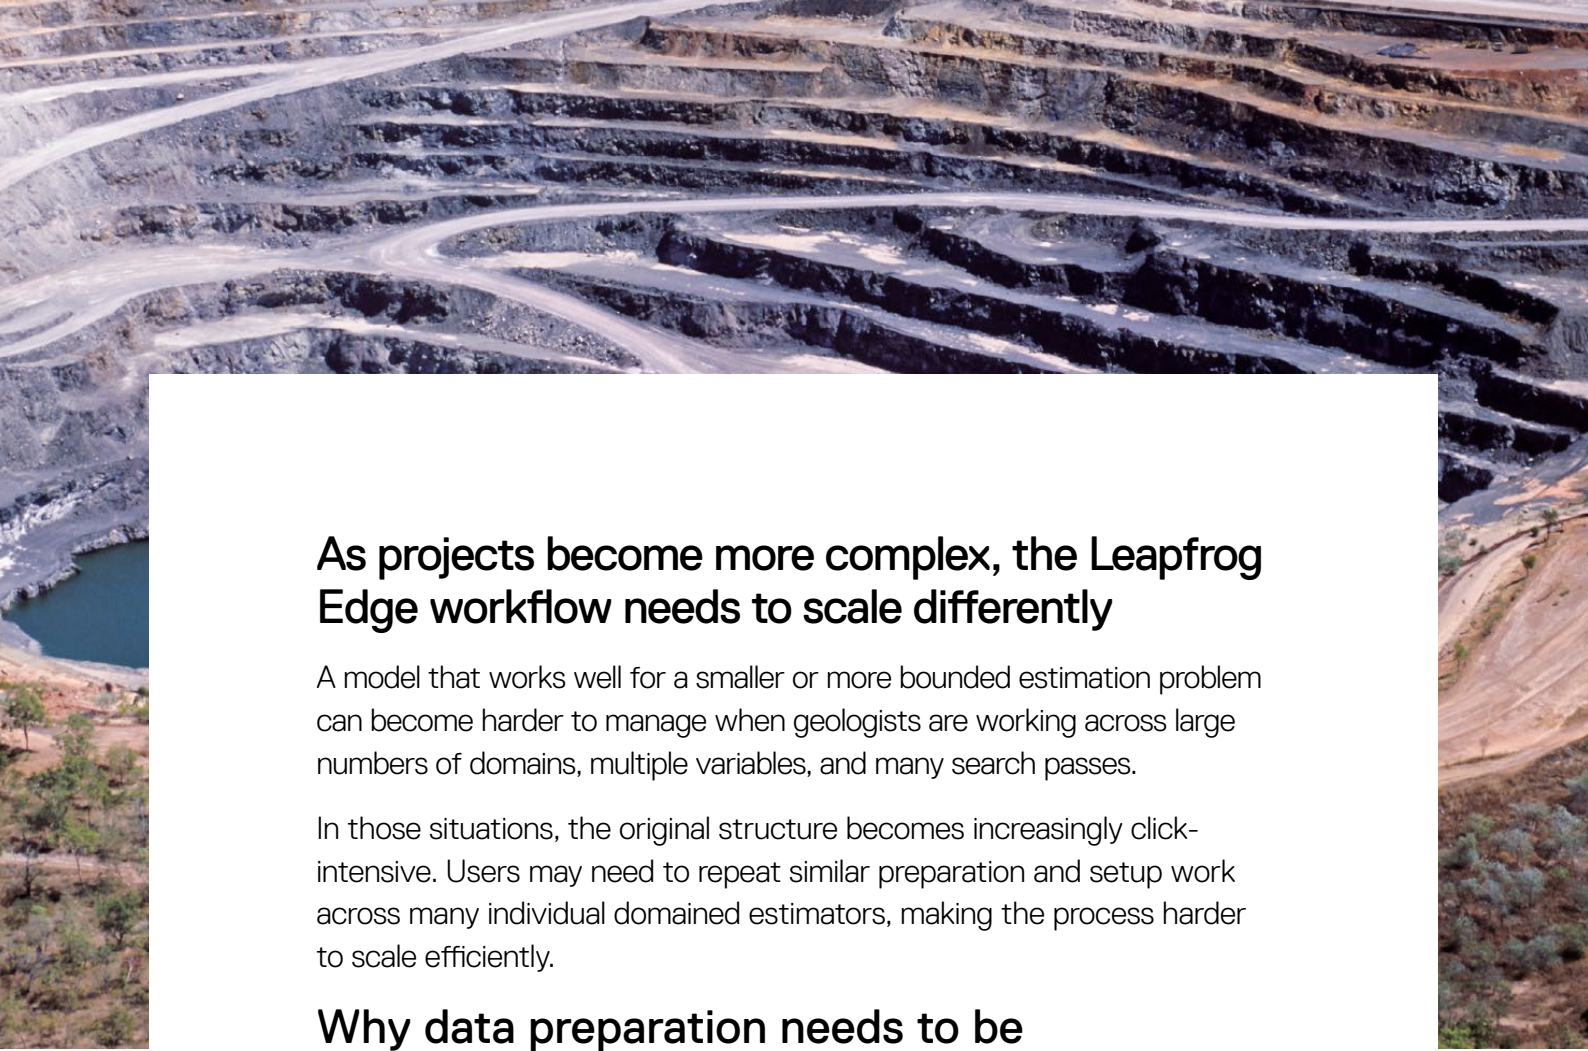 As projects become more complex, the Leapfrog
Edge workflow needs to scale differently
A model that works well for a smaller or more bounded estimation problem
can become harder to manage when geologists are working across large
numbers of domains, multiple variables, and many search passes.
In those situations, the original structure becomes increasingly click-
intensive. Users may need to repeat similar preparation and setup work
across many individual domained estimators, making the process harder
to scale efficiently.
Why data preparation needs to be